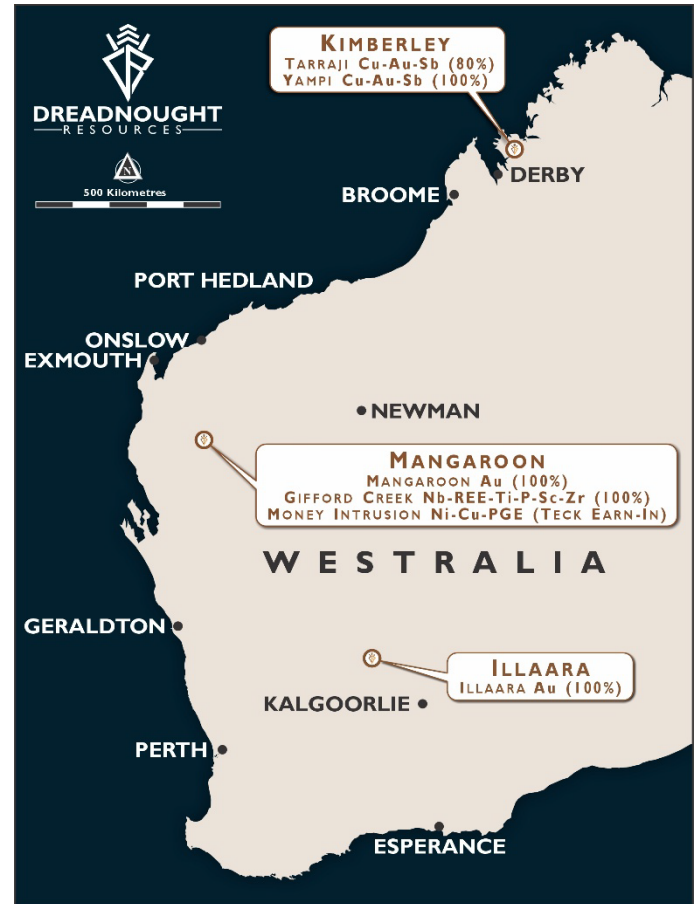 DREADNOUGHT
RESOURCES
N
500 Kilometres
KIMBERLEY
TARRAJI Cu-Au-Sb (80%)
YAMPI Cu-Au-Sb (100%)
DERBY
BROOME
PORT HEDLAND
ONSLOW
EXMOUTH
NEWMAN
MANGAROON
MANGAROON Au (100%)
GIFFORD CREEK Nb-REE-Ti-P-Sc-Zr (100%)
MONEY INTRUSION Ni-Cu-PGE (TECK EARN-IN)
WESTRALIA
GERALDTON
ILLAARA
ILLAARA Au (100%)
KALGOORLIE
PERTH
ESPERANCE